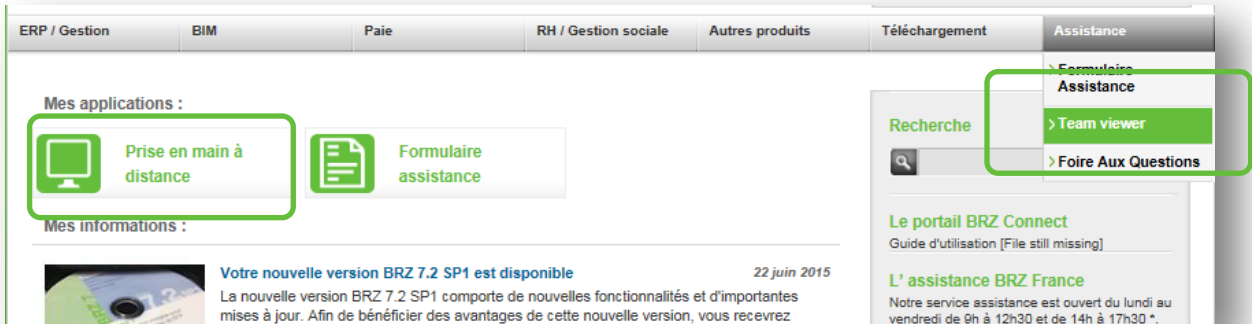 ERP / Gestion BIM Paie RH / Gestion sociale Autres produits Téléchargement Assistance
Formulaire
Assistance
Team viewer
Foire Aux Questions
Mes applications :
Prise en main à
distance
Formulaire
assistance
Recherche
Mes informations :
Votre nouvelle version BRZ 7.2 SP1 est disponible 22 juin 2015
La nouvelle version BRZ 7.2 SP1 comporte de nouvelles fonctionnalités et d'importantes
mises à jour. Afin de bénéficier des avantages de cette nouvelle version, vous recevrez
Le portail BRZ Connect
Guide d'utilisation [File still missing]
L' assistance BRZ France
Notre service assistance est ouvert du lundi au
vendredi de 9h à 12h30 et de 14h à 17h30 *.